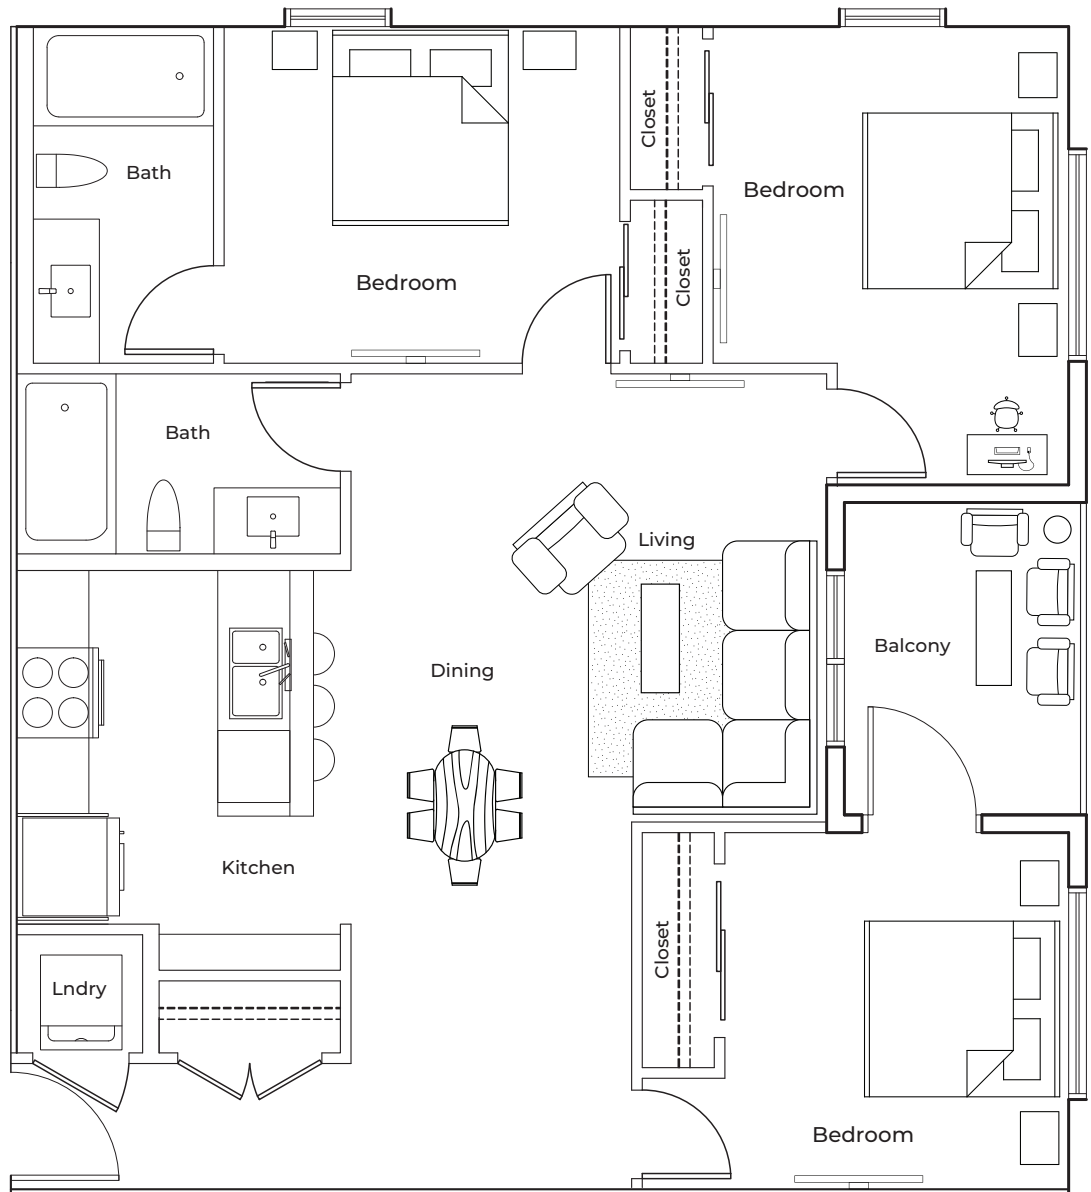 Closet
Bath
Bedroom
Closet
Bedroom
Bath
Living
Balcony
Dining
Kitchen
Closet
Lndry
Bedroom